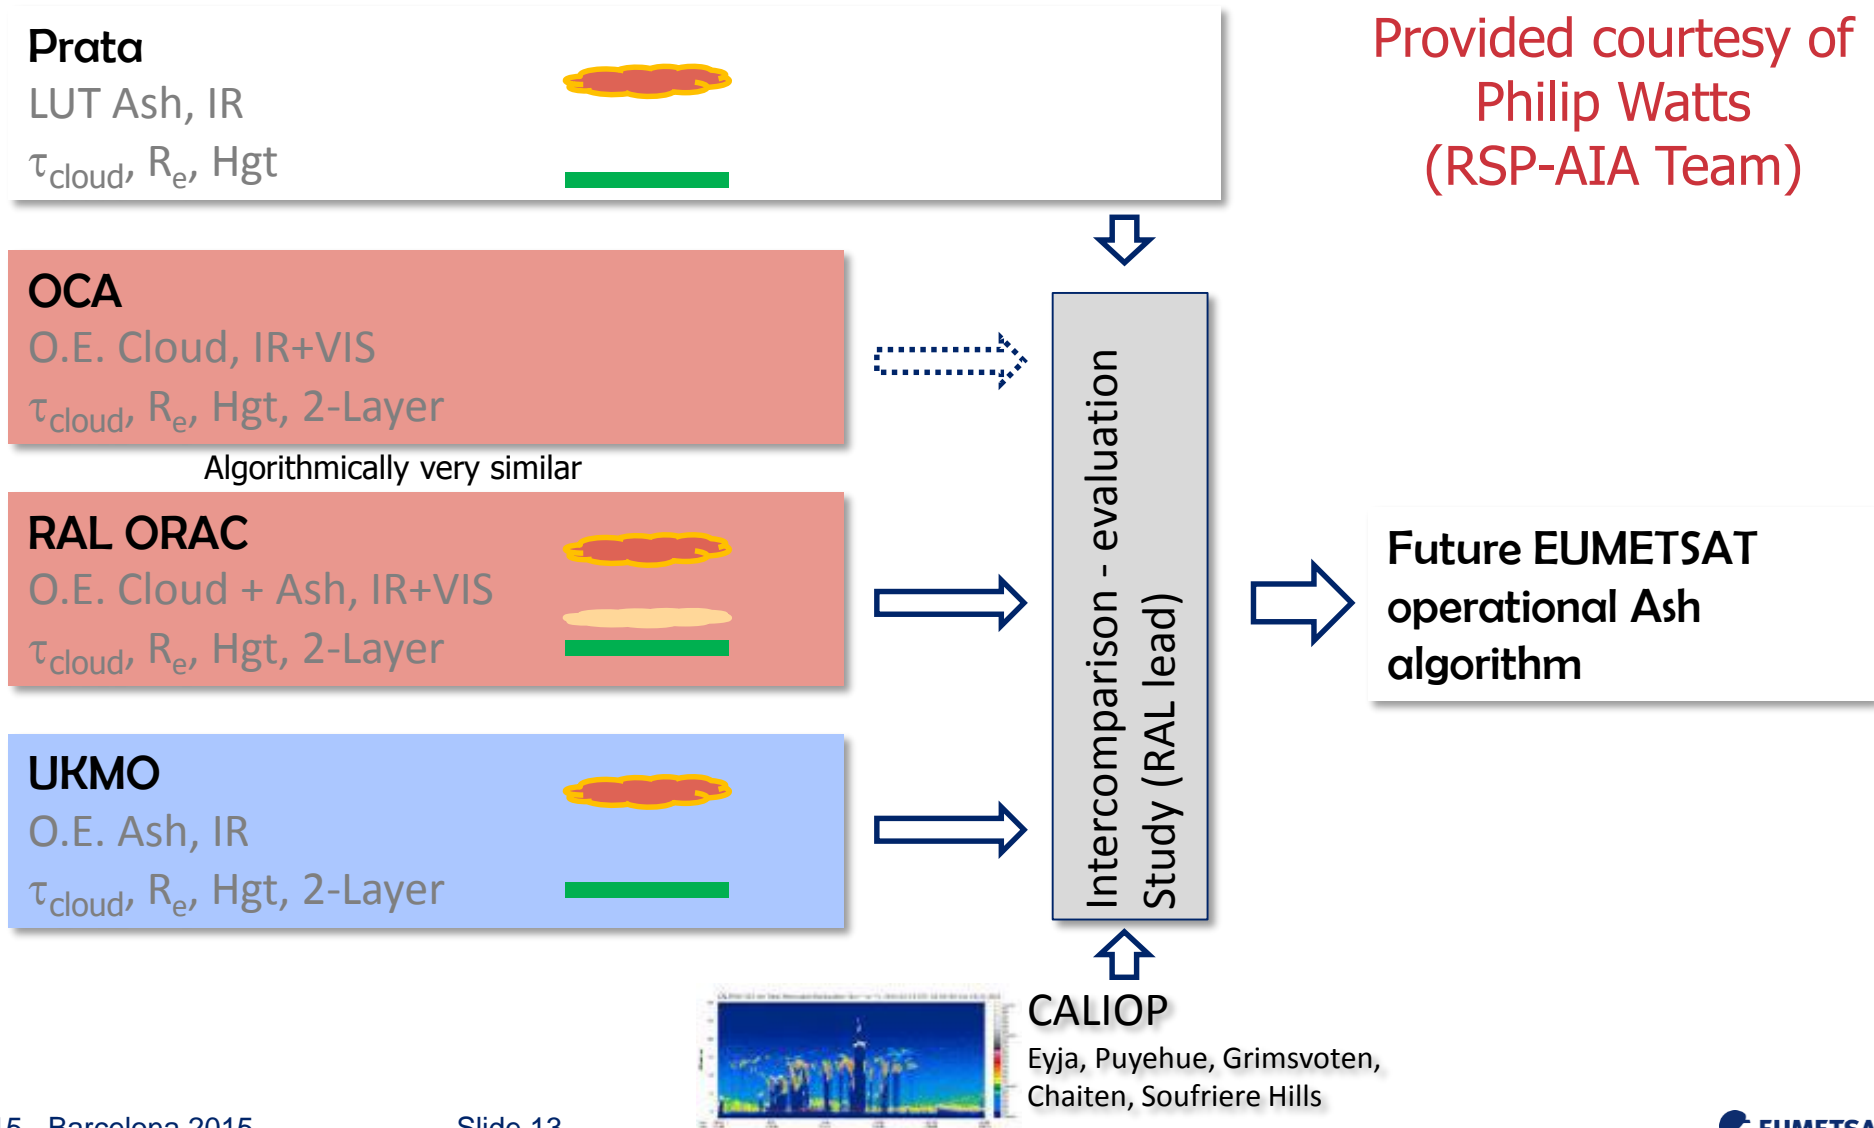 Prata
LUT Ash, IR
τcloud, Re, Hgt
Provided courtesy of
Philip Watts
(RSP-AIA Team)
OCA
O.E. Cloud, IR+VIS
τcloud, Re, Hgt, 2-Layer
Algorithmically very similar
RAL ORAC
O.E. Cloud + Ash, IR+VIS
τcloud, Re, Hgt, 2-Layer
UKMO
O.E. Ash, IR
τcloud, Re, Hgt, 2-Layer
Intercomparison - evaluation
Study (RAL lead)
Future EUMETSAT
operational Ash
algorithm
CALIOP
Eyja, Puyehue, Grimsvoten,
Chaiten, Soufriere Hills
Barcelona 2015
Slide 13